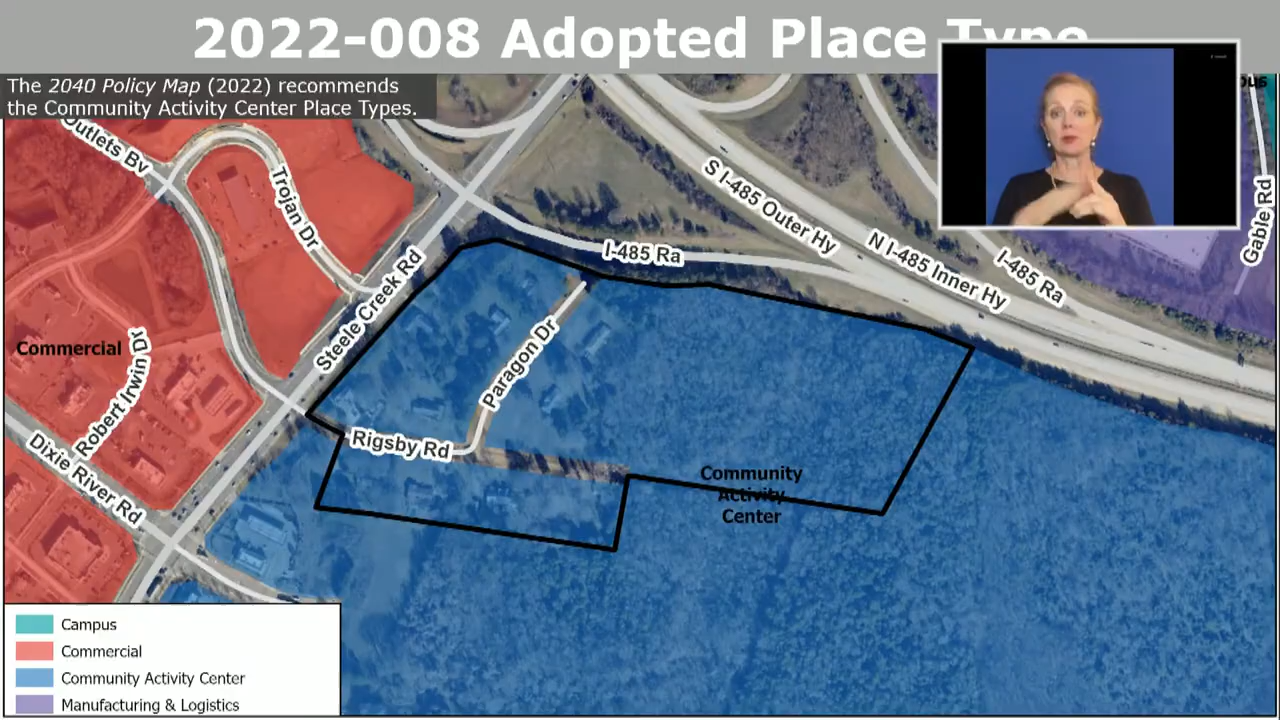 2022-008 Adopted Place Type
The 2040 Policy Map (2022) recommends
the Community Activity Center Place Types.
Outlets Bv
Trojan Dr
Steele Creek Rd
I-485 Ra
S I-485 Outer Hy
N I-485 Inner Hy
I-485 Ra
Gable Rd
Commercial
Robert Irwin Dr
Dixie River Rd
Paragon Dr
Rigsby Rd
Community
Activity
Center
Campus
Commercial
Community Activity Center
Manufacturing & Logistics